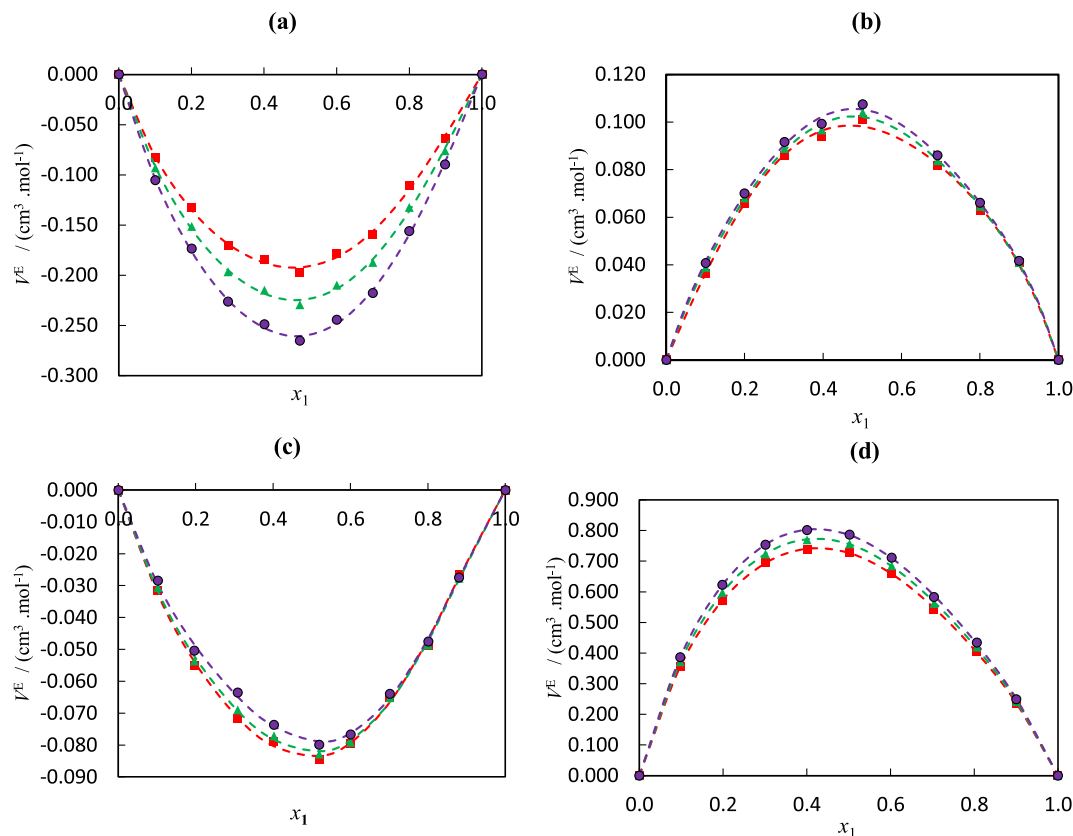 (a)
0.000
0.0 0.2 0.4 0.6 0.8 1.0
-0.050
-0.100
-0.150
-0.200
-0.250
-0.300
Vᴱ / (cm³ .mol⁻¹)
x₁
(b)
0.120
0.100
0.080
0.060
0.040
0.020
0.000
Vᴱ / (cm³ .mol⁻¹)
0.0 0.2 0.4 0.6 0.8 1.0
x₁
(c)
0.000
0.0 0.2 0.4 0.6 0.8 1.0
-0.010
-0.020
-0.030
-0.040
-0.050
-0.060
-0.070
-0.080
-0.090
Vᴱ / (cm³ .mol⁻¹)
x₁
(d)
0.900
0.800
0.700
0.600
0.500
0.400
0.300
0.200
0.100
0.000
Vᴱ / (cm³ .mol⁻¹)
0.0 0.2 0.4 0.6 0.8 1.0
x₁